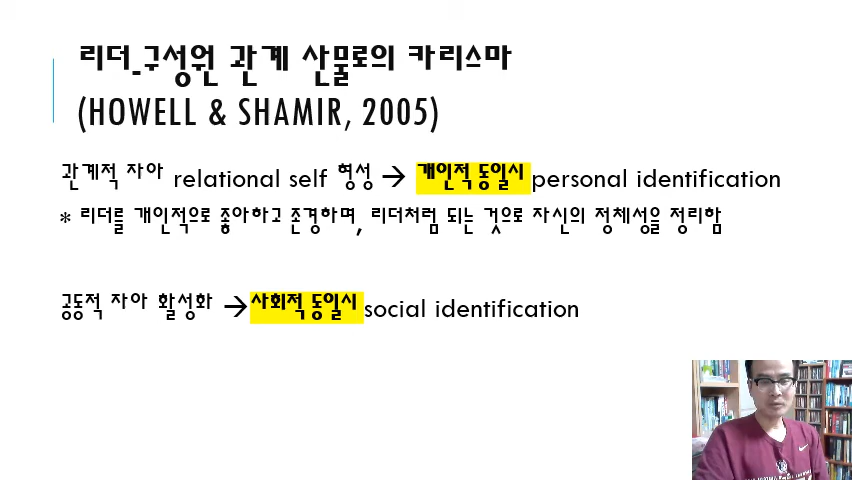 리더-구성원 관계 산물로의 카리스마
(HOWELL & SHAMIR, 2005)
관계적 자아 relational self 형성 → 개인적 동일시 personal identification
* 리더를 개인적으로 좋아하고 존경하며, 리더처럼 되는 것으로 자신의 정체성을 정리함
공동적 자아 활성화 → 사회적 동일시 social identification